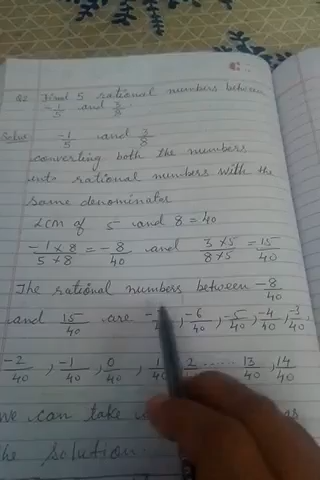 Q2 Find 5 rational numbers between
-1/5 and 3/8
Solve -1/5 and 3/8
converting both the numbers
into rational numbers with the
same denominator
LCM of 5 and 8 = 40
-1×8/5×8 = -8/40 and 3×5/8×5 = 15/40
The rational numbers between -8/40
and 15/40 are -6/40, -5/40, -4/40, -3/40,
-2/40, -1/40, 0/40, 1/40, 2 ..... 13/40, 14/40
we can take as
the solution.